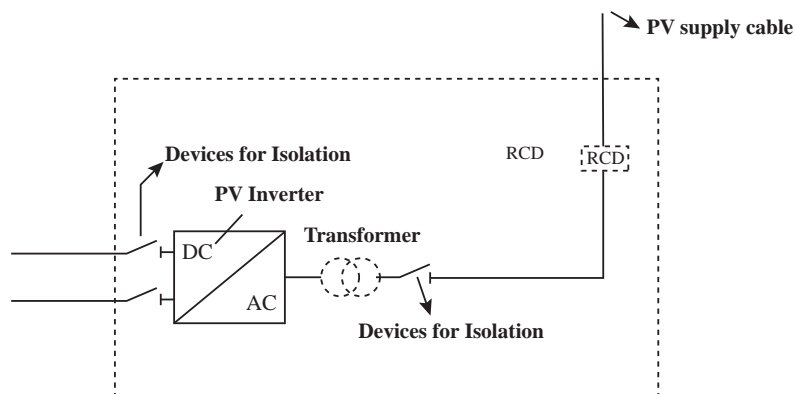 PV supply cable
Devices for Isolation
RCD
RCD
PV Inverter
Transformer
DC
AC
Devices for Isolation